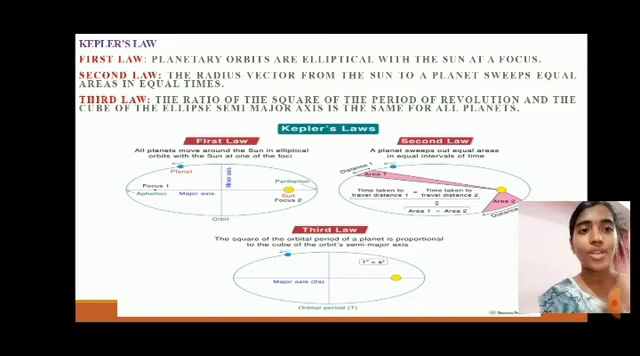 KEPLER'S LAW
FIRST LAW: PLANETARY ORBITS ARE ELLIPTICAL WITH THE SUN AT A FOCUS.
SECOND LAW: THE RADIUS VECTOR FROM THE SUN TO A PLANET SWEEPS EQUAL
AREAS IN EQUAL TIMES.
THIRD LAW: THE RATIO OF THE SQUARE OF THE PERIOD OF REVOLUTION AND THE
CUBE OF THE ELLIPSE SEMI MAJOR AXIS IS THE SAME FOR ALL PLANETS.
Kepler's Laws
First Law
All planets move around the Sun in elliptical
orbits with the Sun at one of the foci
Planet
Minor axis
Perihelion
Focus 1
Aphelion
Major axis
Sun
Focus 2
Orbit
Second Law
A planet sweeps out equal areas
in equal intervals of time
Distance 1
Area 1
Time taken to
travel distance 1
=
Time taken to
travel distance 2
Area 1 = Area 2
Area 2
Distance
Third Law
The square of the orbital period of a planet is proportional
to the cube of the orbit's semi-major axis
Major axis (2a)
Orbital period (T)